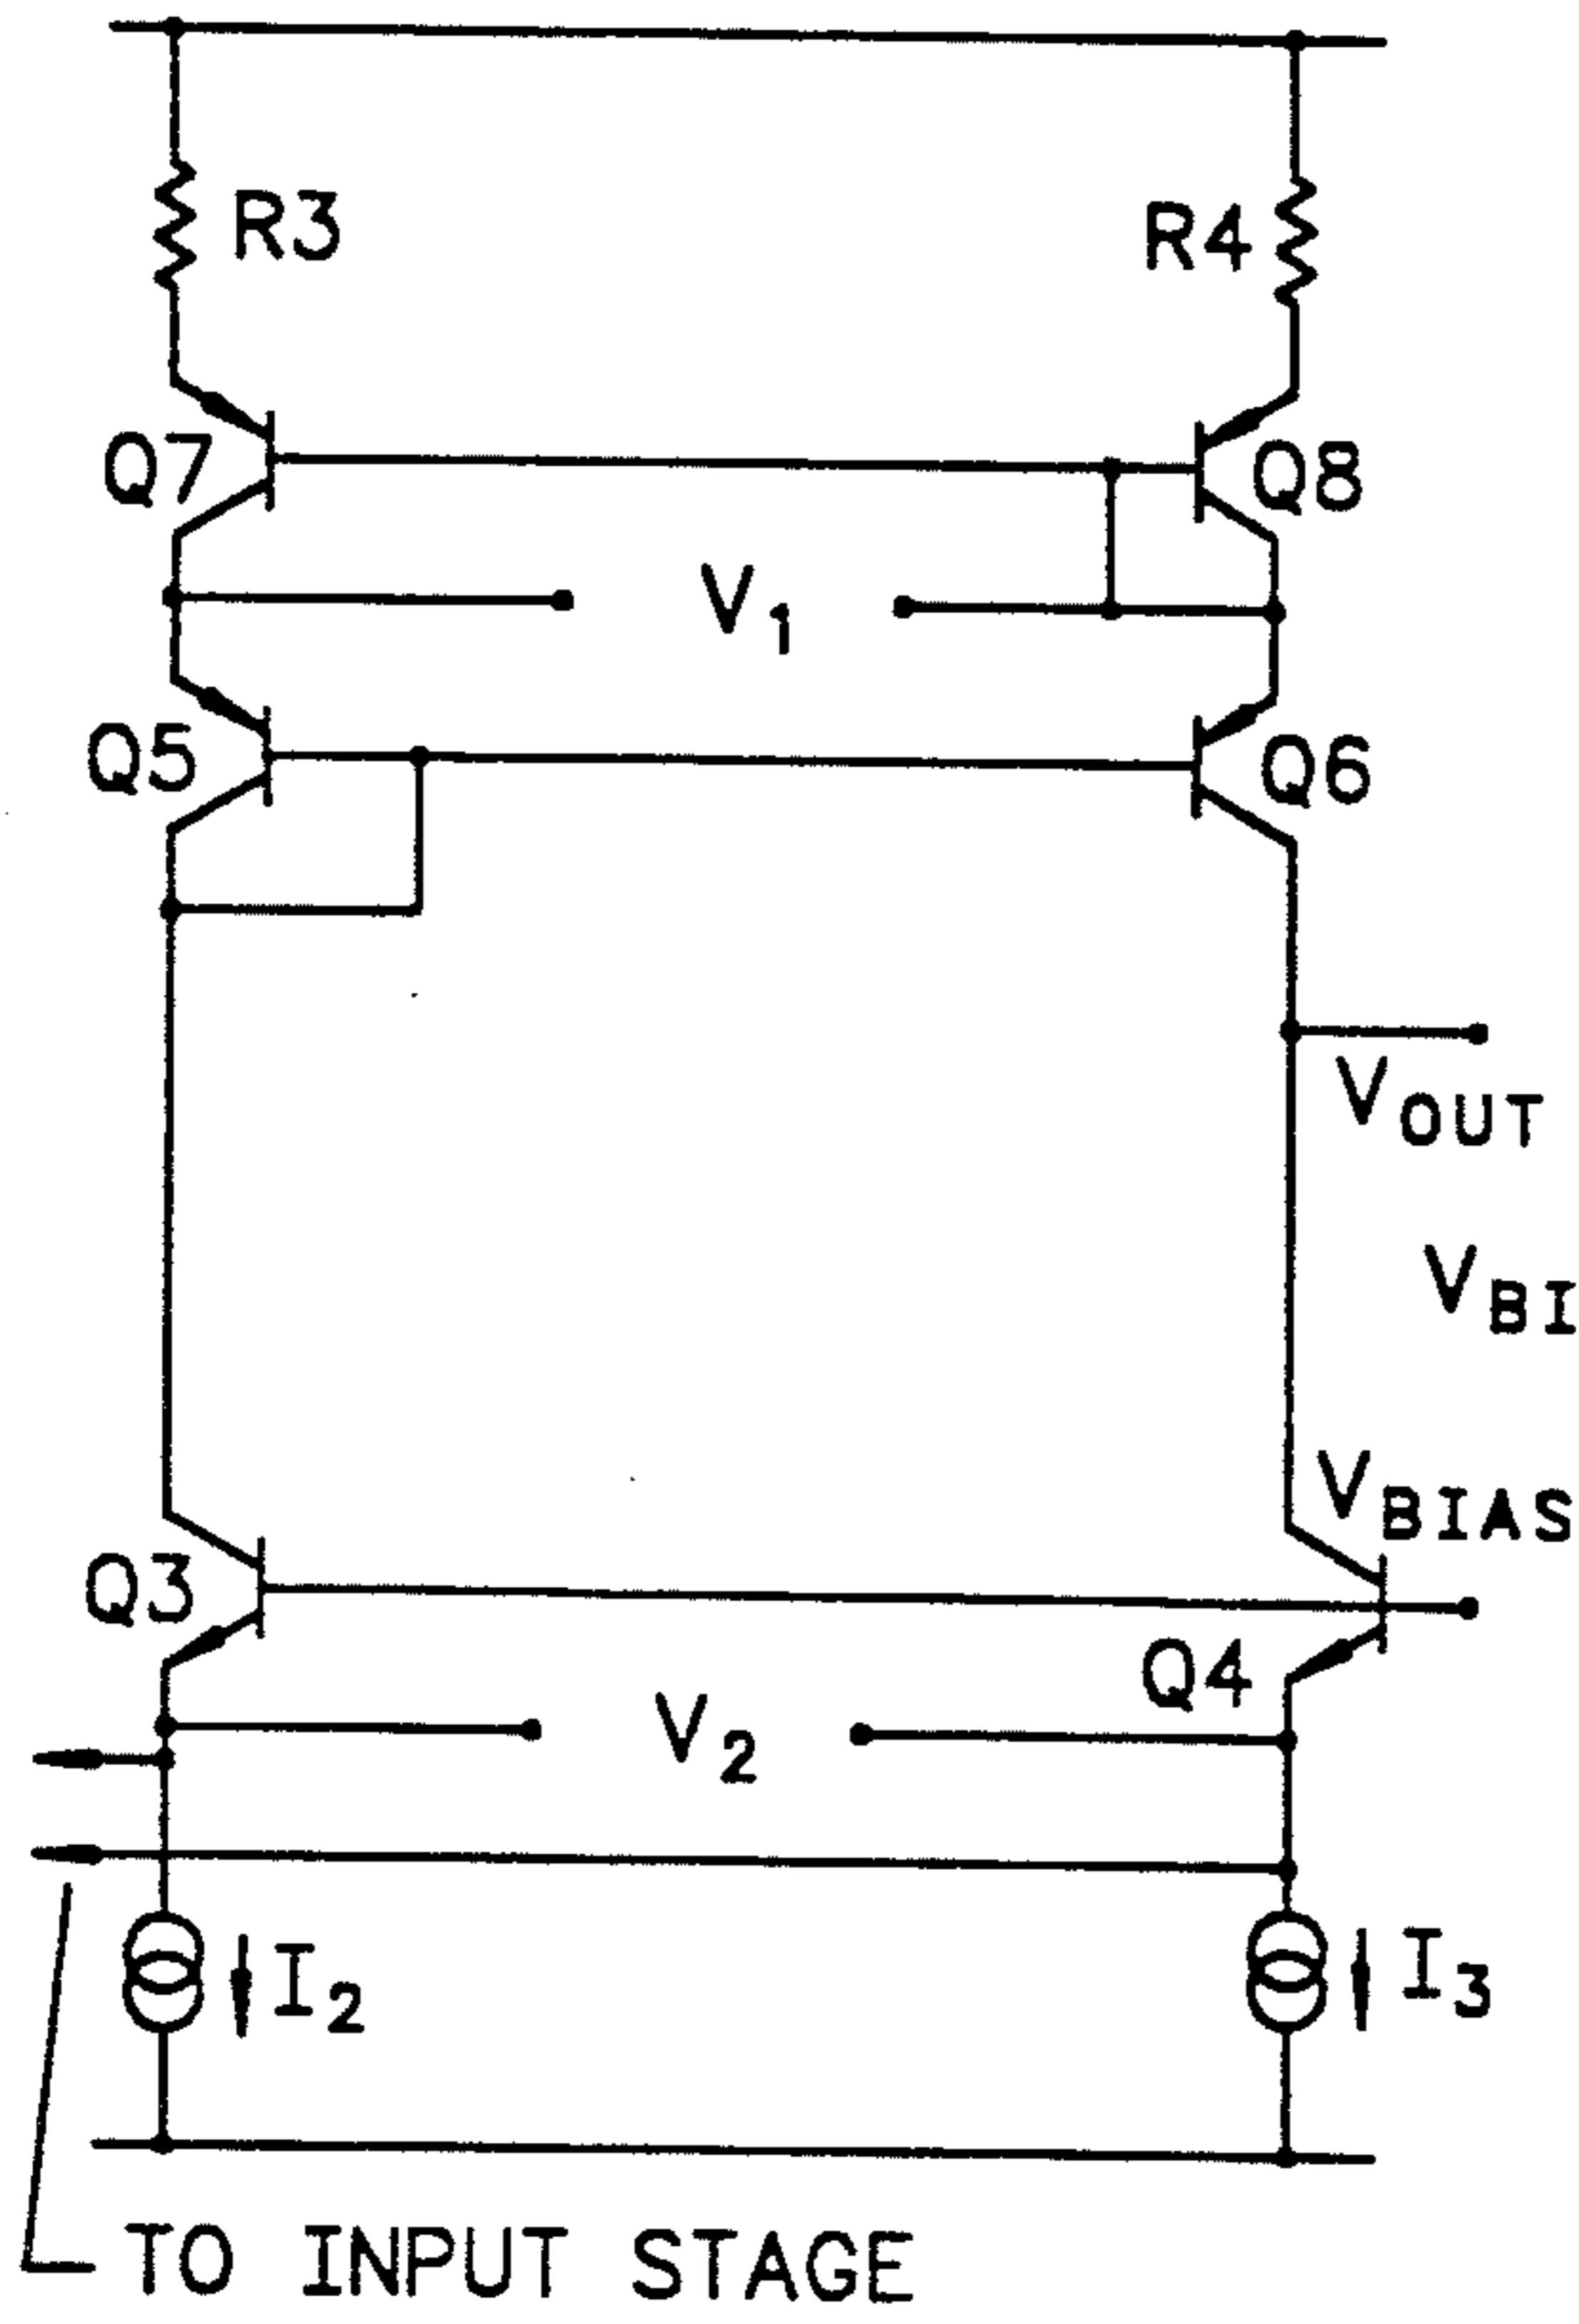 R3
R4
Q7
Q8
V1
Q5
Q6
VOUT
VBI
VBIAS
Q3
Q4
V2
I2
I3
TO INPUT STAGE